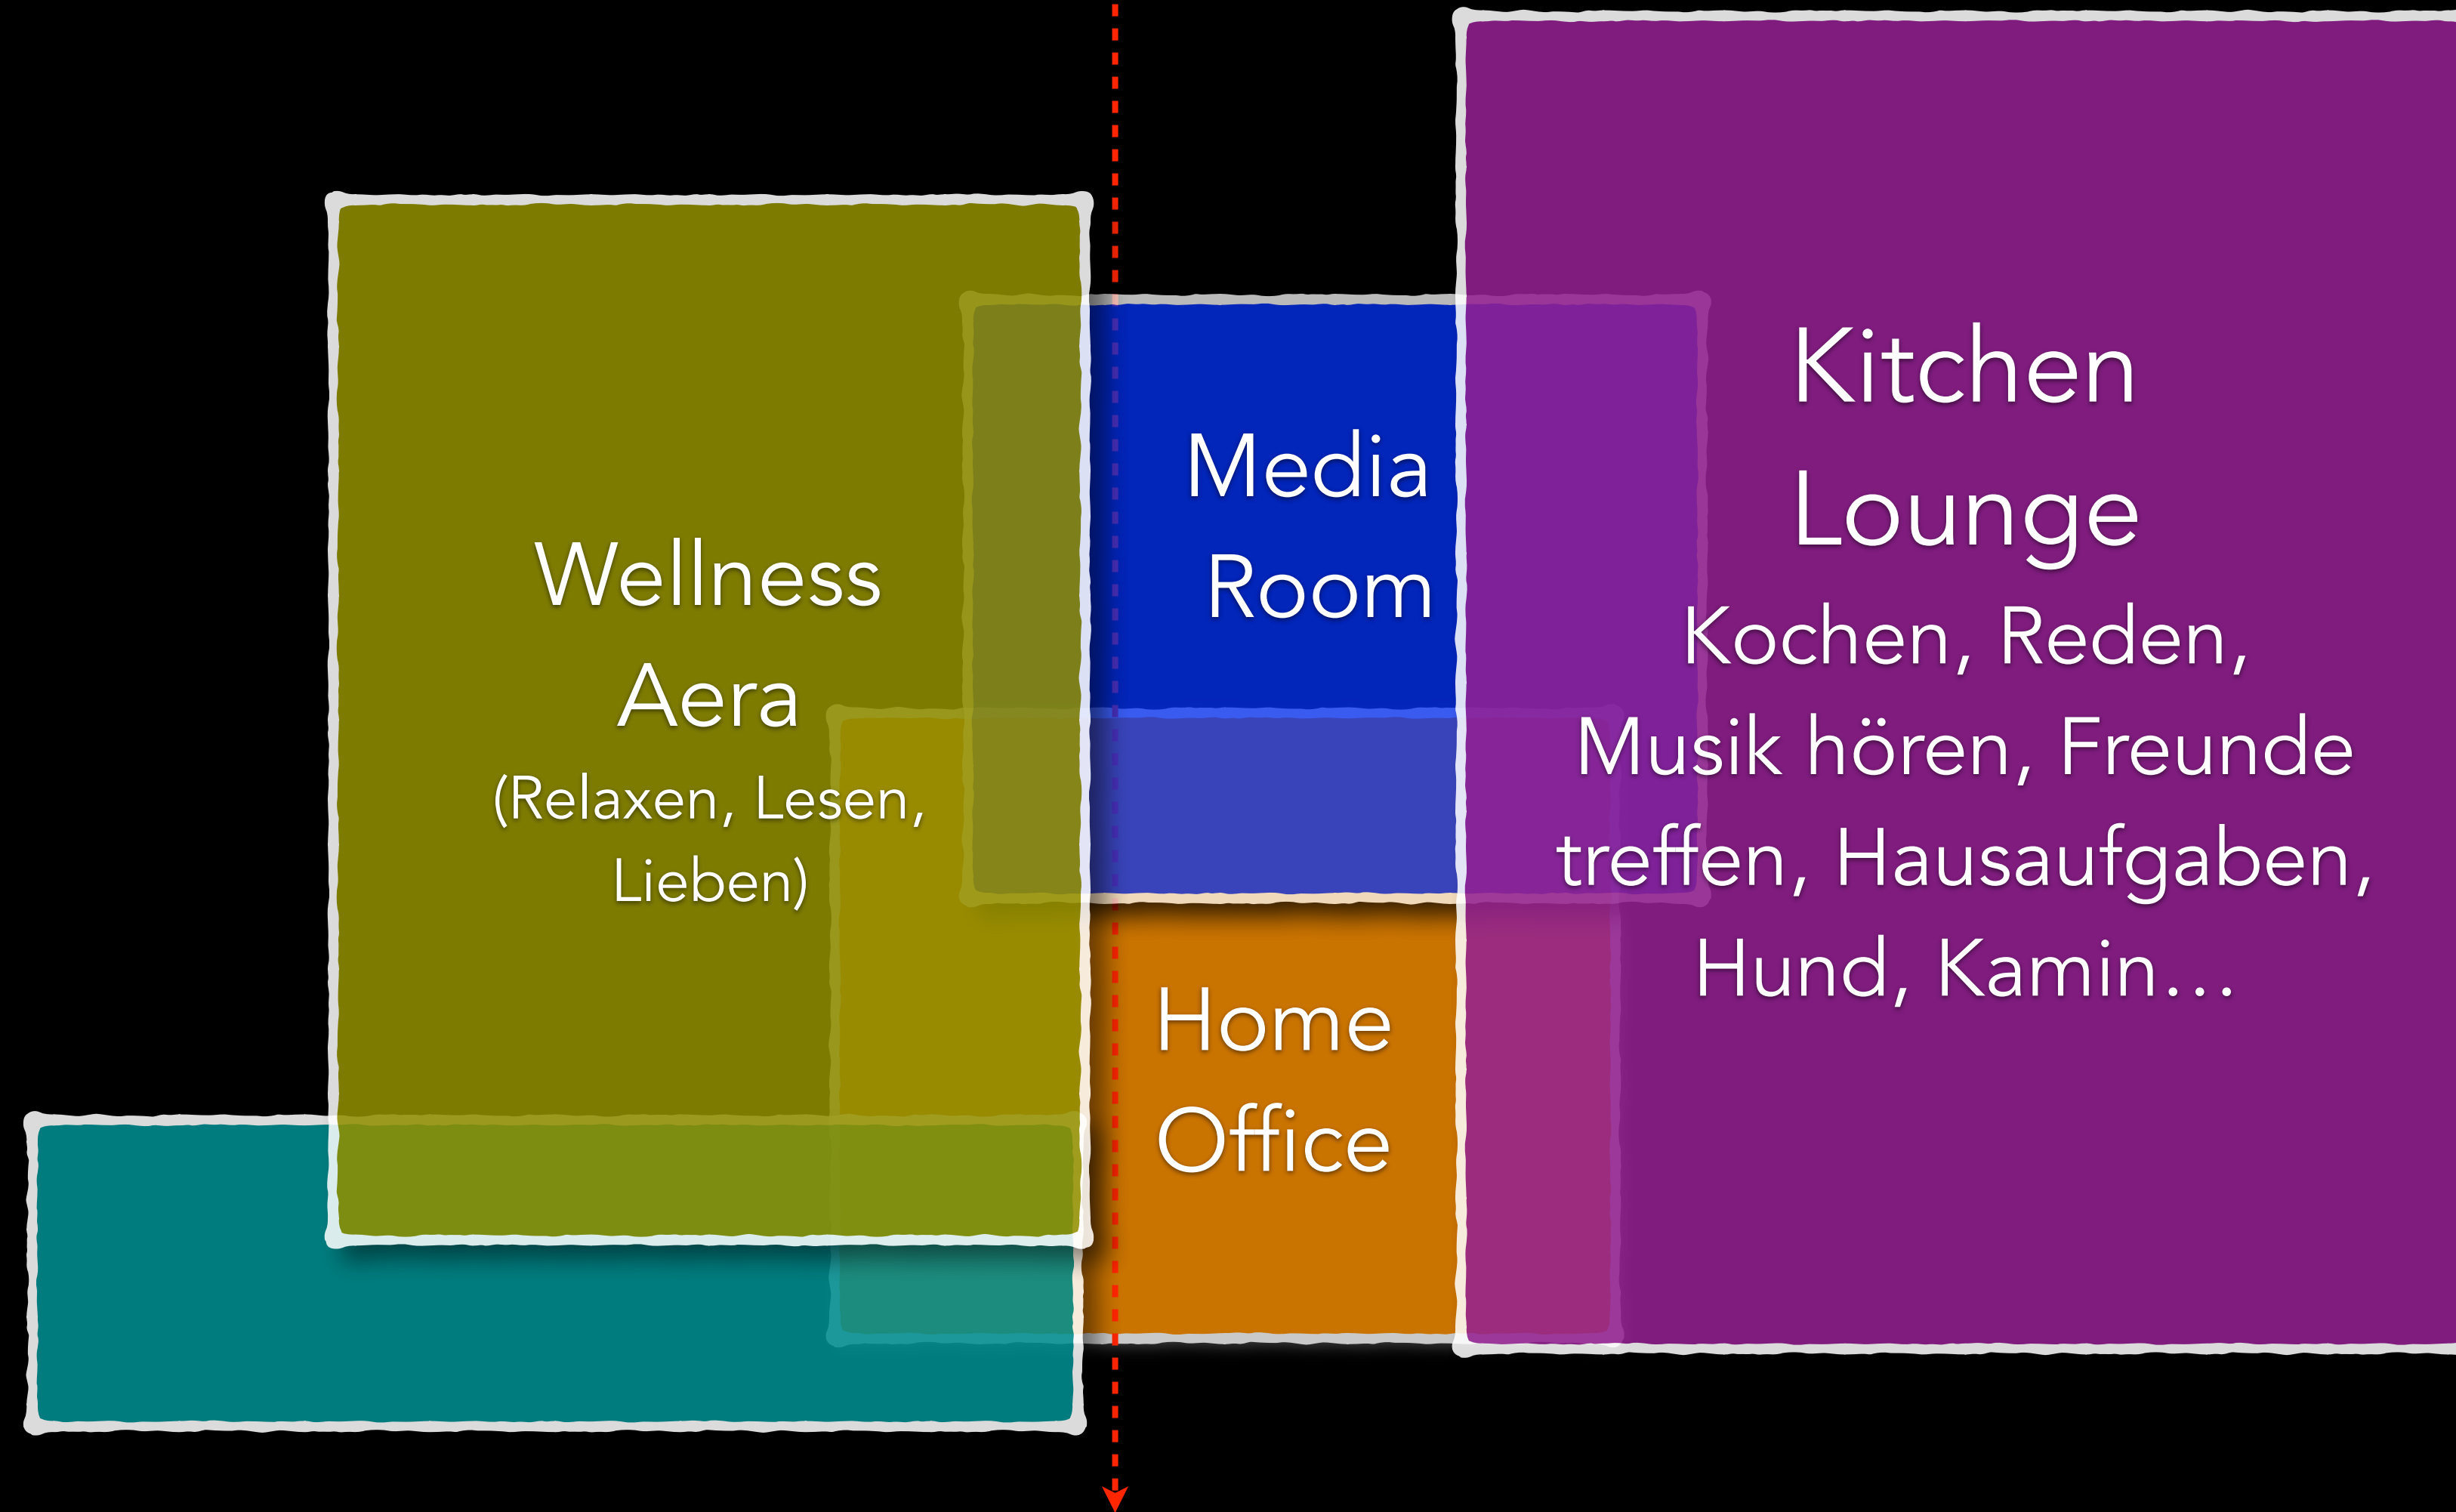 Wellness
Aera
(Relaxen, Lesen,
Lieben)
Media
Room
Home
Office
Kitchen
Lounge
Kochen, Reden,
Musik hören, Freunde
treffen, Hausaufgaben,
Hund, Kamin…